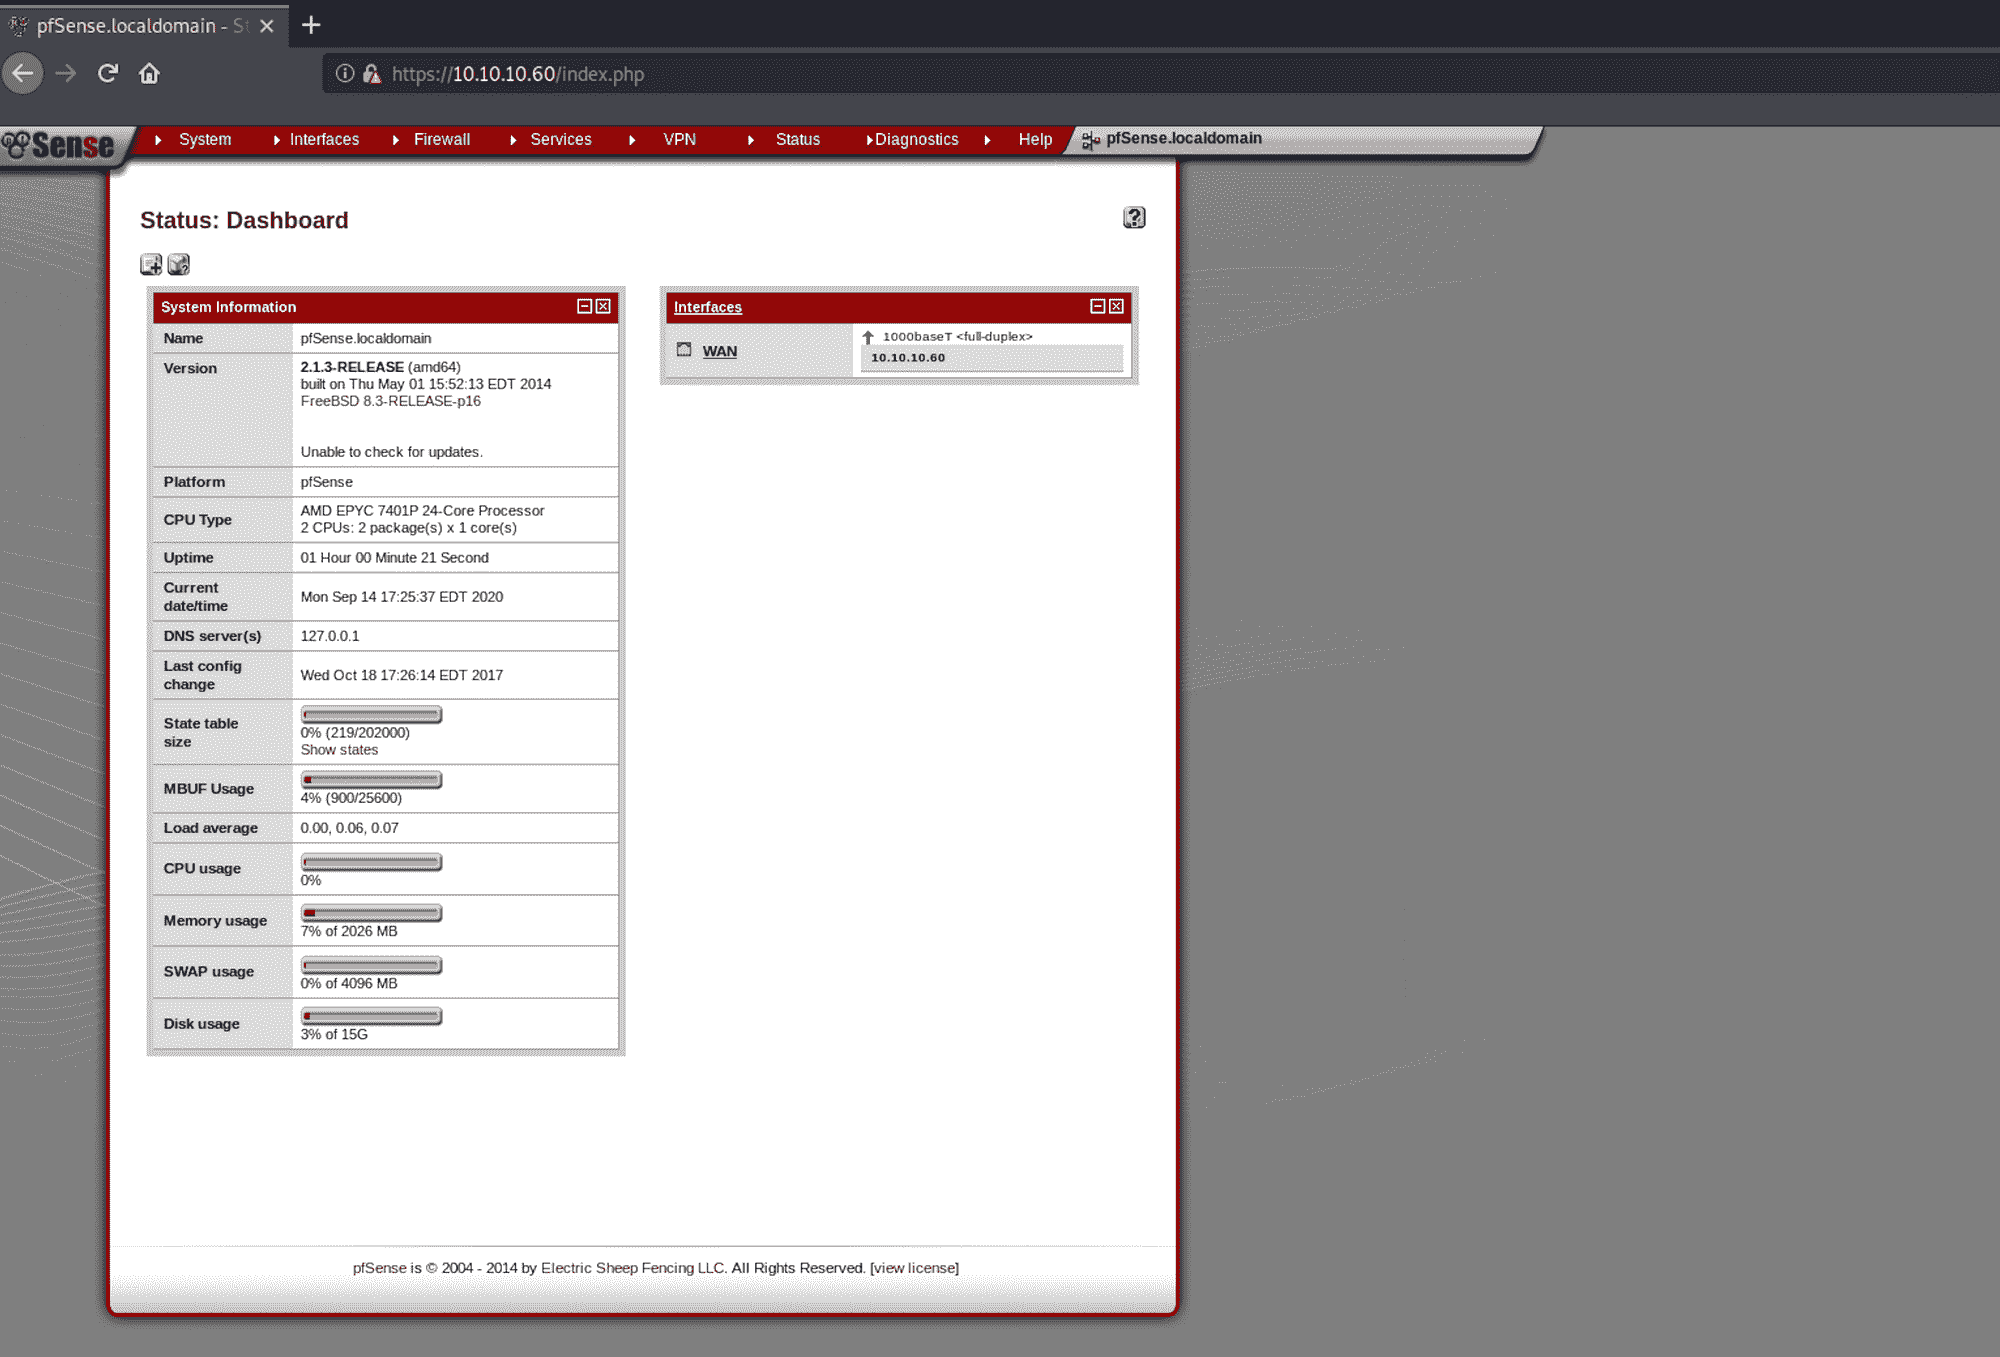 pfSense.localdomain - St
https://10.10.10.60/index.php
Sense
System
Interfaces
Firewall
Services
VPN
Status
Diagnostics
Help
pfSense.localdomain
Status: Dashboard
System Information
Name
pfSense.localdomain
Version
2.1.3-RELEASE (amd64)
built on Thu May 01 15:52:13 EDT 2014
FreeBSD 8.3-RELEASE-p16
Unable to check for updates.
Platform
pfSense
CPU Type
AMD EPYC 7401P 24-Core Processor
2 CPUs: 2 package(s) x 1 core(s)
Uptime
01 Hour 00 Minute 21 Second
Current
date/time
Mon Sep 14 17:25:37 EDT 2020
DNS server(s)
127.0.0.1
Last config
change
Wed Oct 18 17:26:14 EDT 2017
State table
size
0% (219/202000)
Show states
MBUF Usage
4% (900/25600)
Load average
0.00, 0.06, 0.07
CPU usage
0%
Memory usage
7% of 2026 MB
SWAP usage
0% of 4096 MB
Disk usage
3% of 15G
Interfaces
WAN
1000baseT <full-duplex>
10.10.10.60
pfSense is © 2004 - 2014 by Electric Sheep Fencing LLC. All Rights Reserved. [view license]